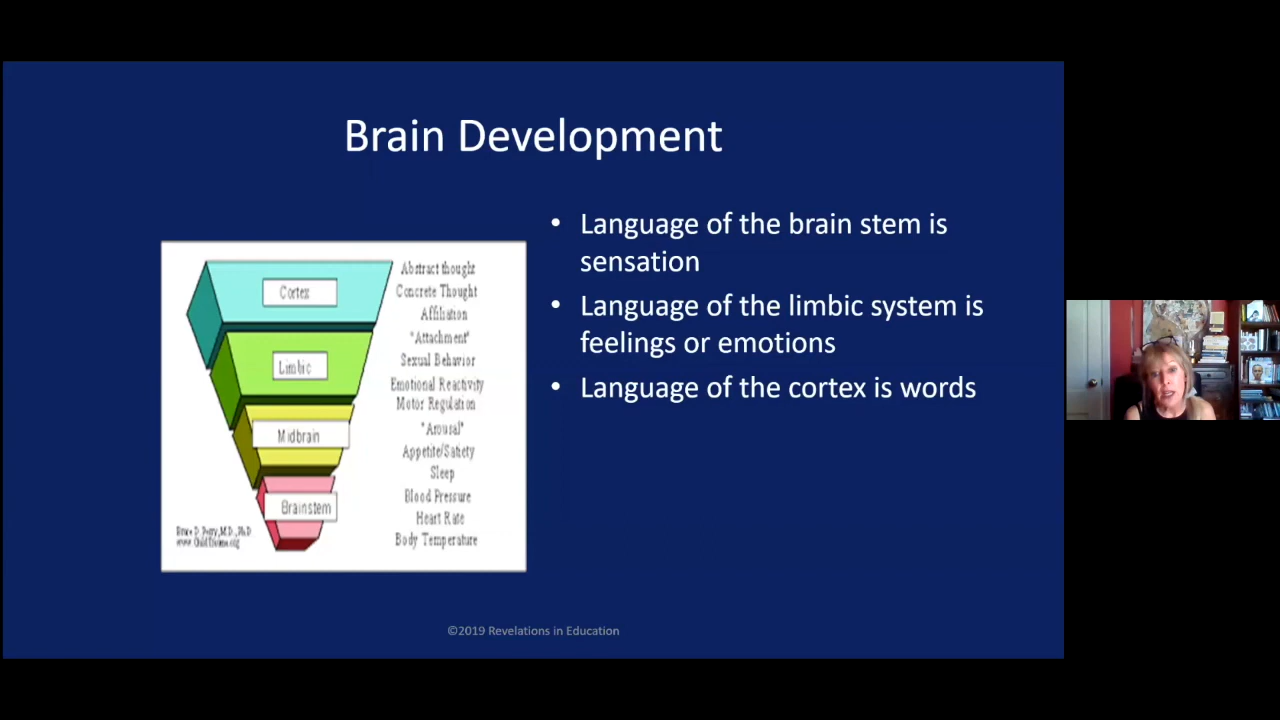 Brain Development
Cortex
Limbic
Midbrain
Brainstem
Abstract thought
Concrete Thought
Affiliation
"Attachment"
Sexual Behavior
Emotional Reactivity
Motor Regulation
"Arousal"
Appetite/Satiety
Sleep
Blood Pressure
Heart Rate
Body Temperature
Bruce D. Perry, M.D., Ph.D
• Language of the brain stem is
sensation
• Language of the limbic system is
feelings or emotions
• Language of the cortex is words
©2019 Revelations in Education